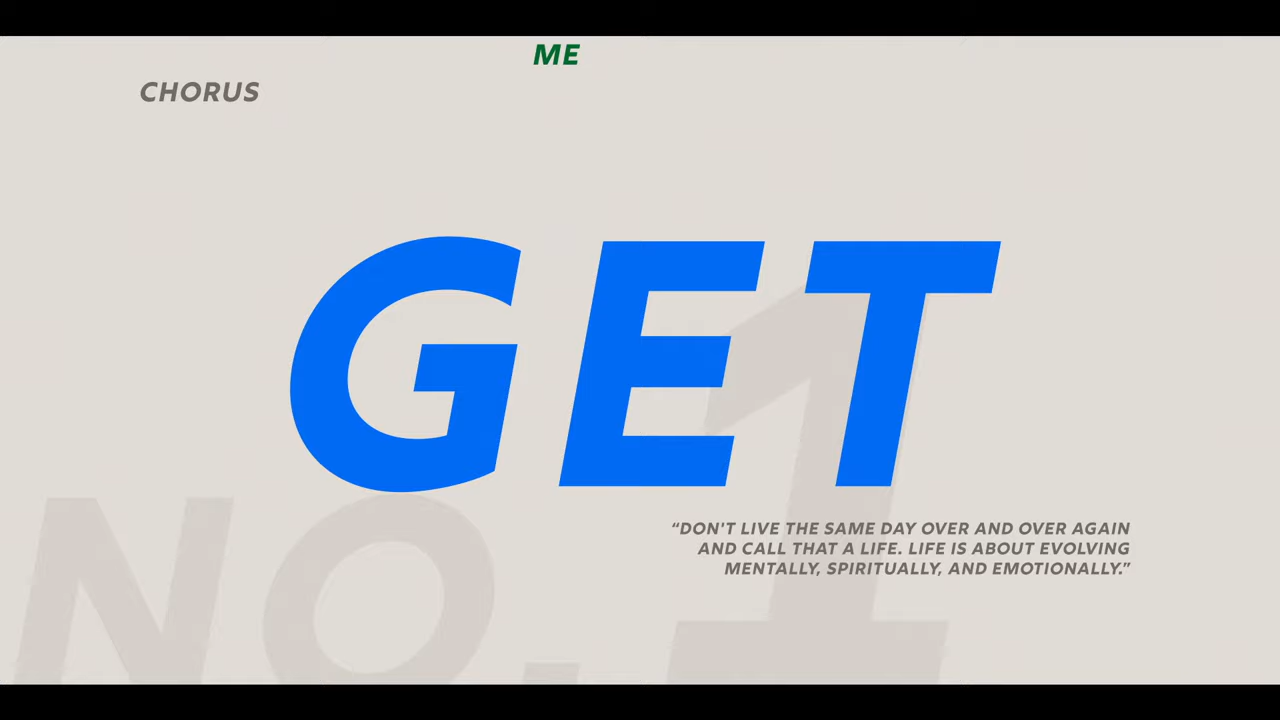 ME
CHORUS
GET
NO. 1
“DON'T LIVE THE SAME DAY OVER AND OVER AGAIN
AND CALL THAT A LIFE. LIFE IS ABOUT EVOLVING
MENTALLY, SPIRITUALLY, AND EMOTIONALLY.”